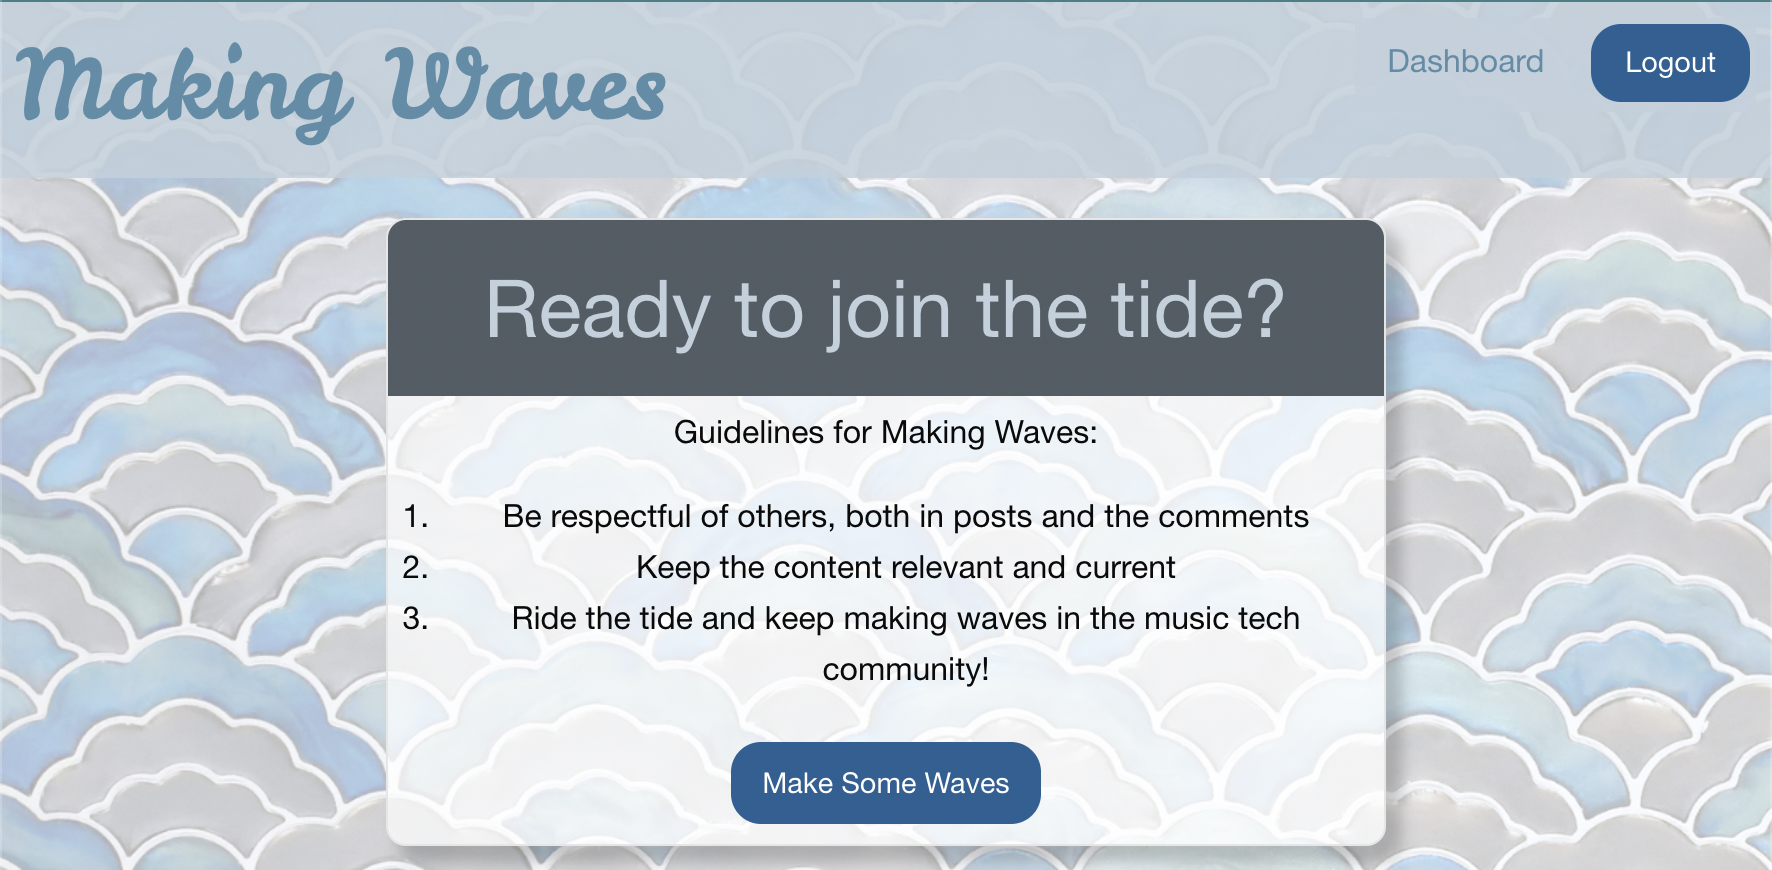 Making Waves
Dashboard
Logout
Ready to join the tide?
Guidelines for Making Waves:
1. Be respectful of others, both in posts and the comments
2. Keep the content relevant and current
3. Ride the tide and keep making waves in the music tech
community!
Make Some Waves